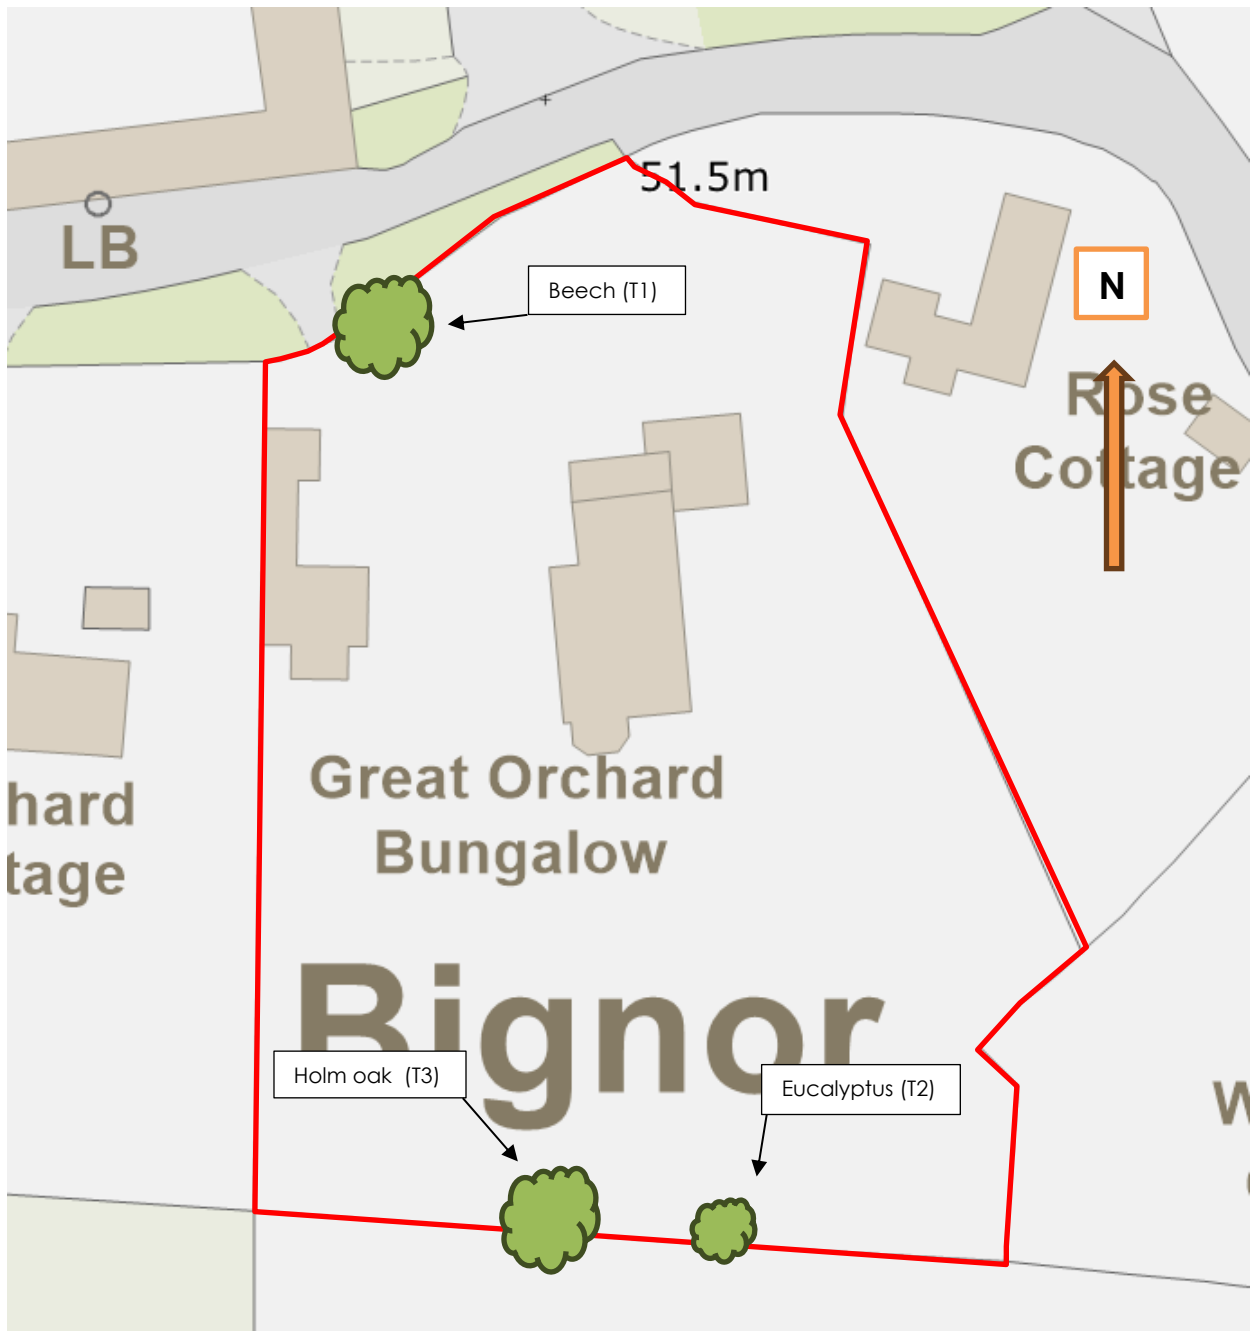 51.5m
LB
Beech (T1)
N
Rose
Cottage
Great Orchard
Bungalow
hard
tage
Bignor
Holm oak  (T3)
Eucalyptus (T2)
W